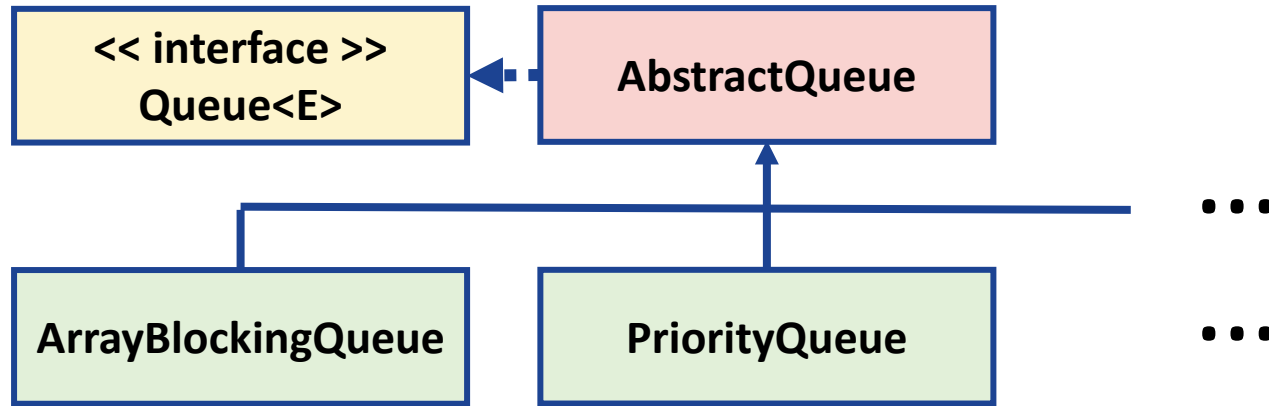 << interface >>
Queue<E>
AbstractQueue
...
ArrayBlockingQueue
PriorityQueue
...